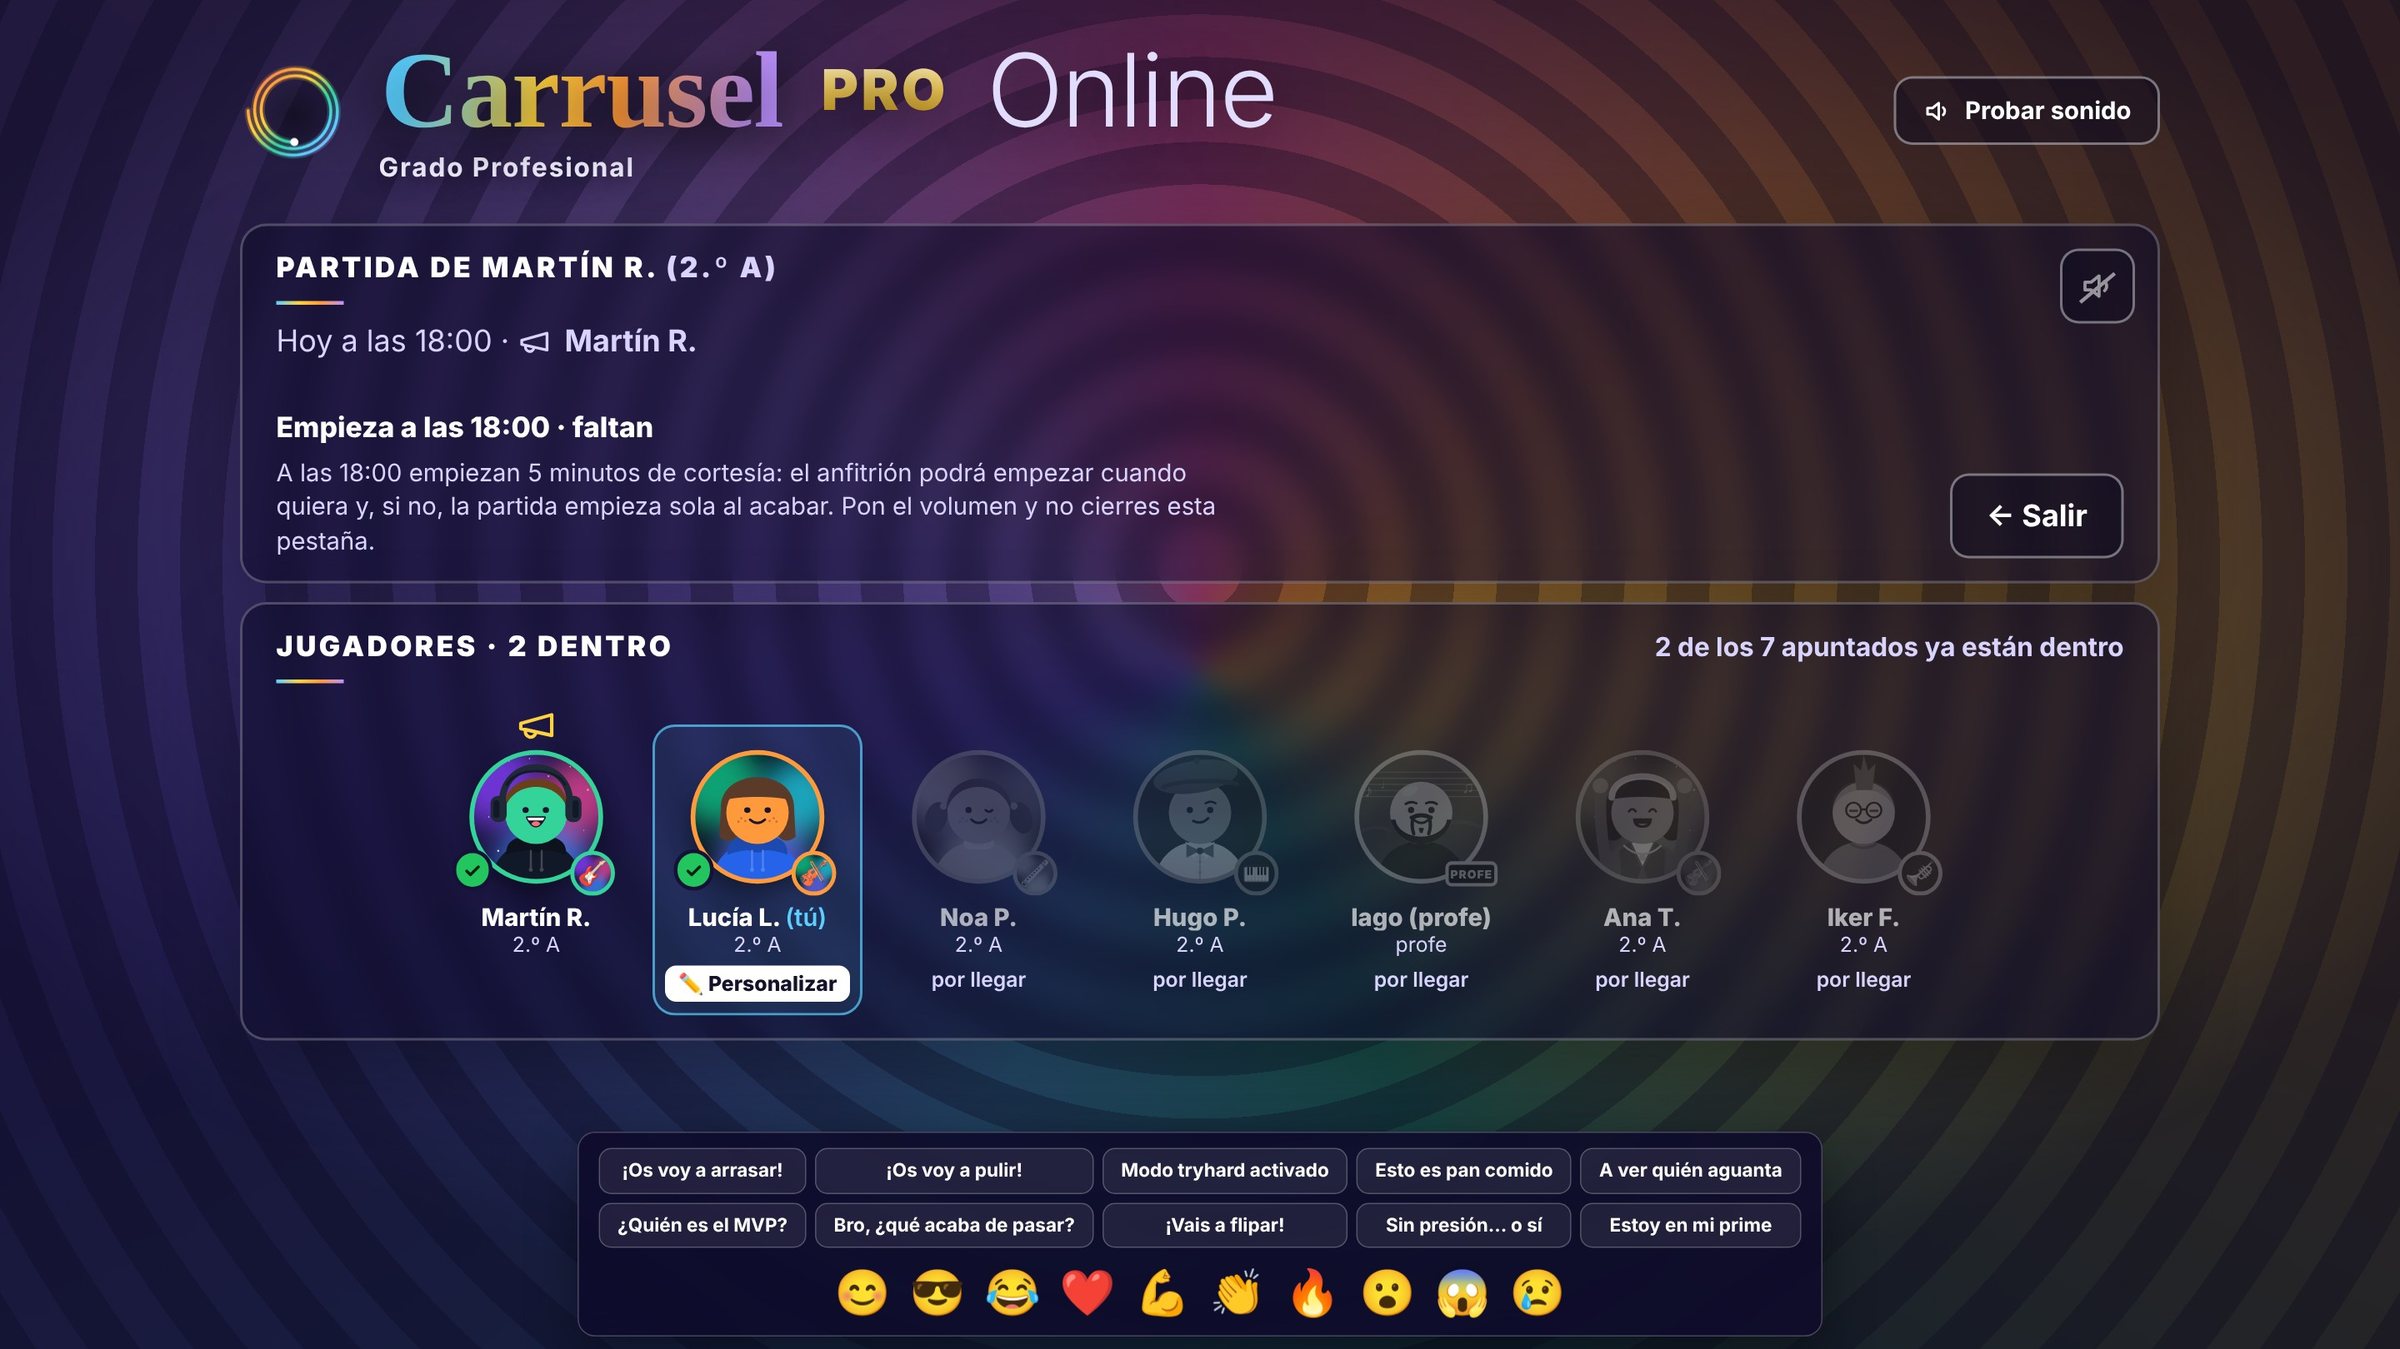 Carrusel PRO Online
Grado Profesional
Probar sonido
PARTIDA DE MARTÍN R. (2.º A)
Hoy a las 18:00 · Martín R.
Empieza a las 18:00 · faltan
A las 18:00 empiezan 5 minutos de cortesía: el anfitrión podrá empezar cuando
quiera y, si no, la partida empieza sola al acabar. Pon el volumen y no cierres esta
pestaña.
← Salir
JUGADORES · 2 DENTRO
2 de los 7 apuntados ya están dentro
PROFE
Martín R.
2.º A
Lucía L. (tú)
2.º A
Personalizar
Noa P.
2.º A
por llegar
Hugo P.
2.º A
por llegar
Iago (profe)
profe
por llegar
Ana T.
2.º A
por llegar
Iker F.
2.º A
por llegar
¡Os voy a arrasar!
¡Os voy a pulir!
Modo tryhard activado
Esto es pan comido
A ver quién aguanta
¿Quién es el MVP?
Bro, ¿qué acaba de pasar?
¡Vais a flipar!
Sin presión... o sí
Estoy en mi prime